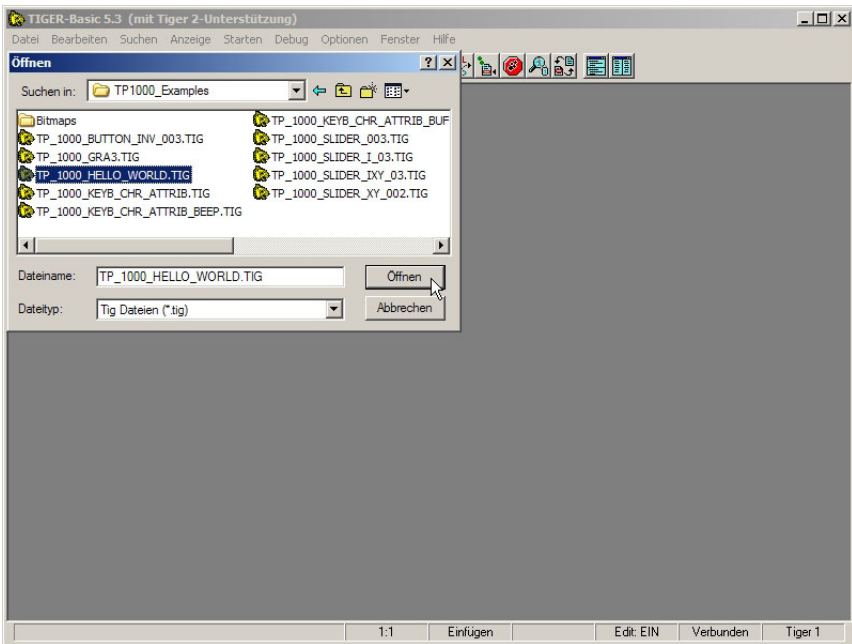 TIGER-Basic 5.3 (mit Tiger 2-Unterstützung)
Datei Bearbeiten Suchen Anzeige Starten Debug Optionen Fenster Hilfe
Öffnen
Suchen in: TP1000_Examples
Bitmaps
TP_1000_BUTTON_INV_003.TIG
TP_1000_GRA3.TIG
TP_1000_HELLO_WORLD.TIG
TP_1000_KEYB_CHR_ATTRIB.TIG
TP_1000_KEYB_CHR_ATTRIB_BEEP.TIG
TP_1000_KEYB_CHR_ATTRIB_BUF
TP_1000_SLIDER_003.TIG
TP_1000_SLIDER_I_03.TIG
TP_1000_SLIDER_IXY_03.TIG
TP_1000_SLIDER_XY_002.TIG
Dateiname: TP_1000_HELLO_WORLD.TIG Öffnen
Dateityp: Tig Dateien (*.tig) Abbrechen
1:1 Einfügen Edit: EIN Verbunden Tiger 1